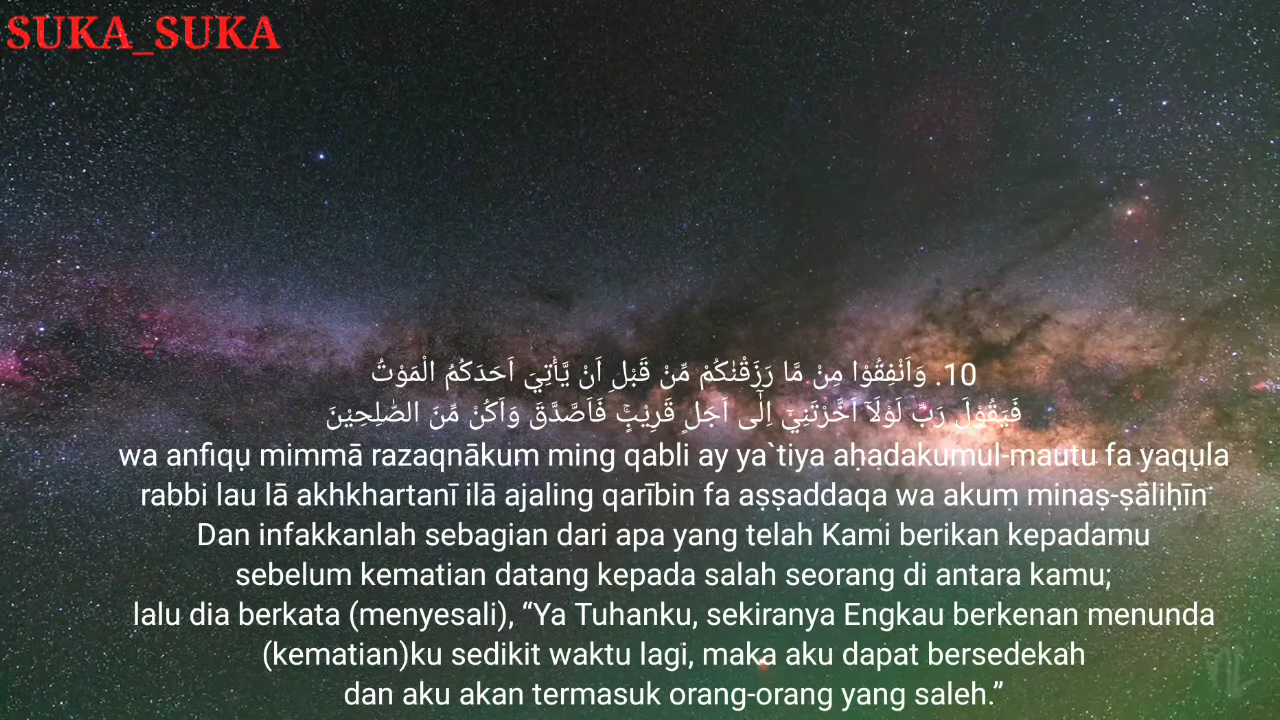 SUKA_SUKA
10. وَاَنْفِقُوْا مِنْ مَّا رَزَقْنٰكُمْ مِّنْ قَبْلِ اَنْ يَّأْتِيَ اَحَدَكُمُ الْمَوْتُ
فَيَقُوْلَ رَبِّ لَوْلَآ اَخَّرْتَنِيْٓ اِلٰٓى اَجَلٍ قَرِيْبٍۚ فَاَصَّدَّقَ وَاَكُنْ مِّنَ الصّٰلِحِيْنَ
wa anfiqụ mimmā razaqnākum ming qabli ay ya`tiya aḥadakumul-mautu fa yaqụla
rabbi lau lā akhkhartanī ilā ajaling qarībin fa aṣṣaddaqa wa akum minaṣ-ṣāliḥīn
Dan infakkanlah sebagian dari apa yang telah Kami berikan kepadamu
sebelum kematian datang kepada salah seorang di antara kamu;
lalu dia berkata (menyesali), “Ya Tuhanku, sekiranya Engkau berkenan menunda
(kematian)ku sedikit waktu lagi, maka aku dapat bersedekah
dan aku akan termasuk orang-orang yang saleh.”